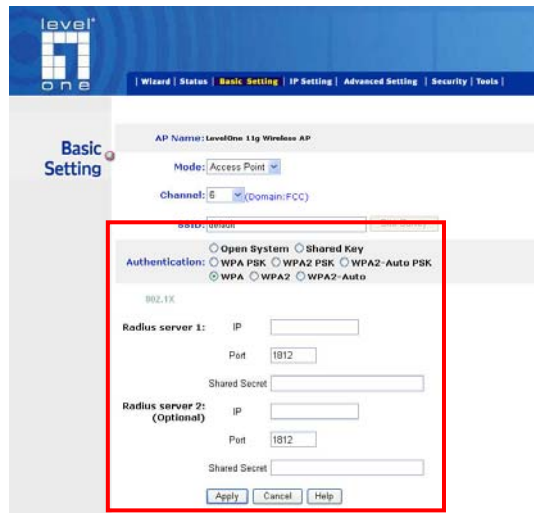 level
one
| Wizard | Status | Basic Setting | IP Setting | Advanced Setting | Security | Tools |
Basic
Setting
AP Name: LevelOne 11g Wireless AP
Mode: Access Point
Channel: 6 (Domain:FCC)
SSID: default
Open System Shared Key
Authentication: WPA PSK WPA2 PSK WPA2-Auto PSK
WPA WPA2 WPA2-Auto
802.1X
Radius server 1: IP
Port 1812
Shared Secret
Radius server 2: IP
(Optional)
Port 1812
Shared Secret
Apply Cancel Help